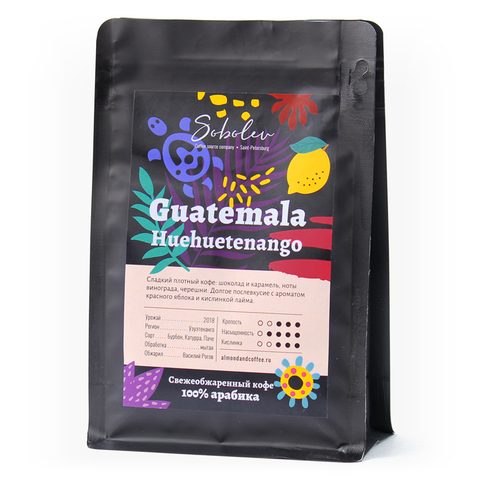 Sobolev
Coffee source company • Saint-Petersburg
Guatemala
Huehuetenango
Сладкий плотный кофе: шоколад и карамель, ноты
винограда, черешни. Долгое послевкусие с ароматом
красного яблока и кислинкой лайма.
Урожай 2018
Регион Уэуэтенанго
Сорт Бурбон, Катурра, Паче
Обработка мытая
Обжарил Василий Рогов
Крепость
Насыщенность
Кислинка
almondandcoffee.ru
Свежеобжаренный кофе
100% арабика